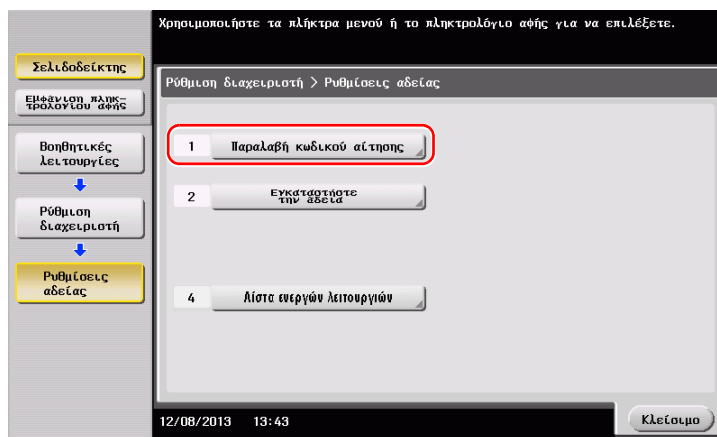 Χρησιμοποιήστε τα πλήκτρα μενού ή το πληκτρολόγιο αφής για να επιλέξετε.
Σελιδοδείκτης
Εμφάνιση πληκ-
τρολογίου αφής
Βοηθητικές
λειτουργίες
Ρύθμιση
διαχειριστή
Ρυθμίσεις
αδείας
Ρύθμιση διαχειριστή > Ρυθμίσεις αδείας
1 Παραλαβή κωδικού αίτησης
2 Εγκαταστήστε
την άδεια
4 Λίστα ενεργών λειτουργιών
12/08/2013 13:43
Κλείσιμο